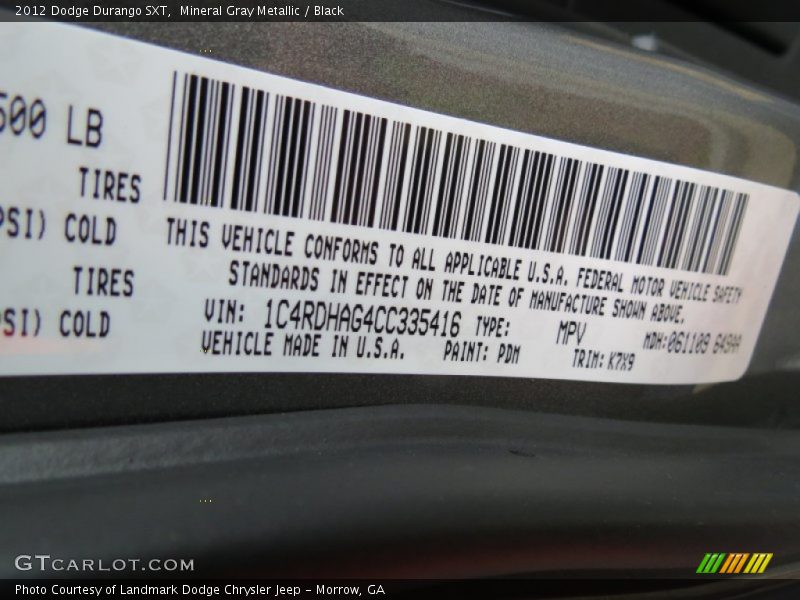 2012 Dodge Durango SXT, Mineral Gray Metallic / Black
500 LB
TIRES
PSI) COLD
TIRES
PSI) COLD
THIS VEHICLE CONFORMS TO ALL APPLICABLE U.S.A. FEDERAL MOTOR VEHICLE SAFETY
STANDARDS IN EFFECT ON THE DATE OF MANUFACTURE SHOWN ABOVE.
VIN: 1C4RDHAG4CC335416 TYPE: MPV MDH:061109
VEHICLE MADE IN U.S.A. PAINT: PDM TRIM: K7X9
GTCARLOT.COM
Photo Courtesy of Landmark Dodge Chrysler Jeep – Morrow, GA